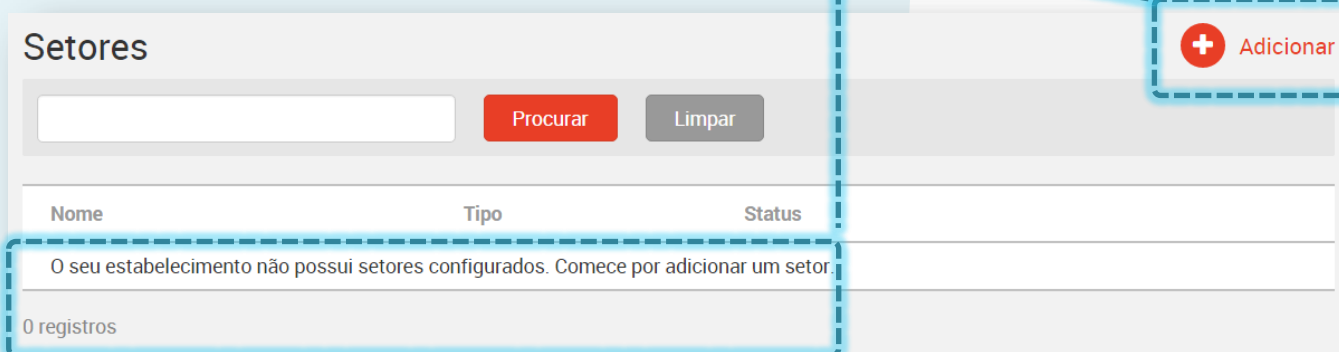 Setores
Adicionar
Procurar Limpar
Nome Tipo Status
O seu estabelecimento não possui setores configurados. Comece por adicionar um setor.
0 registros